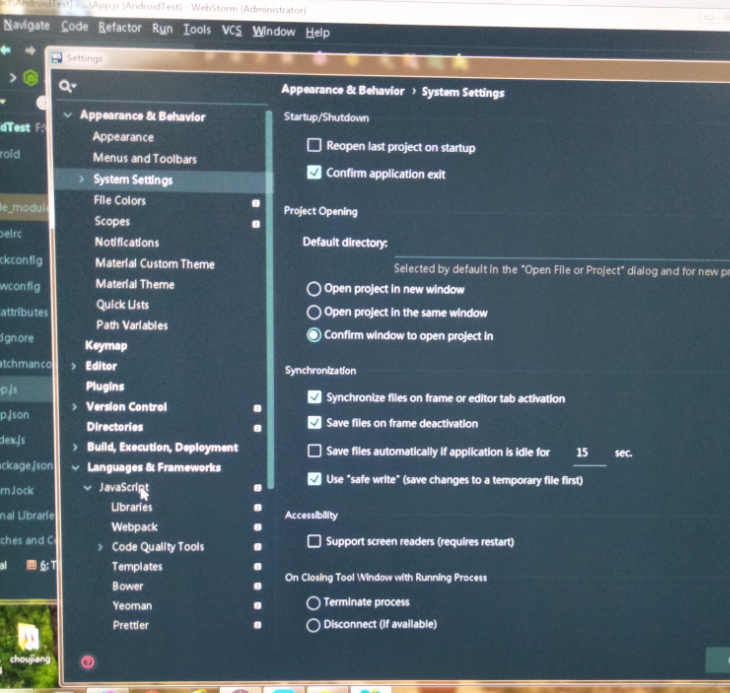 act\AndroidTest] - ...\App.js [AndroidTest] - WebStorm (Administrator)
Navigate Code Refactor Run Tools VCS Window Help
Settings
Appearance & Behavior
Appearance
Menus and Toolbars
System Settings
File Colors
Scopes
Notifications
Material Custom Theme
Material Theme
Quick Lists
Path Variables
Keymap
Editor
Plugins
Version Control
Directories
Build, Execution, Deployment
Languages & Frameworks
JavaScript
Libraries
Webpack
Code Quality Tools
Templates
Bower
Yeoman
Prettier
Appearance & Behavior › System Settings
Startup/Shutdown
Reopen last project on startup
Confirm application exit
Project Opening
Default directory:
Selected by default in the "Open File or Project" dialog and for new pr
Open project in new window
Open project in the same window
Confirm window to open project in
Synchronization
Synchronize files on frame or editor tab activation
Save files on frame deactivation
Save files automatically if application is idle for 15 sec.
Use "safe write" (save changes to a temporary file first)
Accessibility
Support screen readers (requires restart)
On Closing Tool Window with Running Process
Terminate process
Disconnect (if available)
dTest F:
roid
le_module
belrc
ckconfig
wconfig
attributes
ignore
atchmanco
p.js
p.json
dex.js
ckage.json
rn.lock
nal Librarie
ches and Co
al 6: T
choujiang